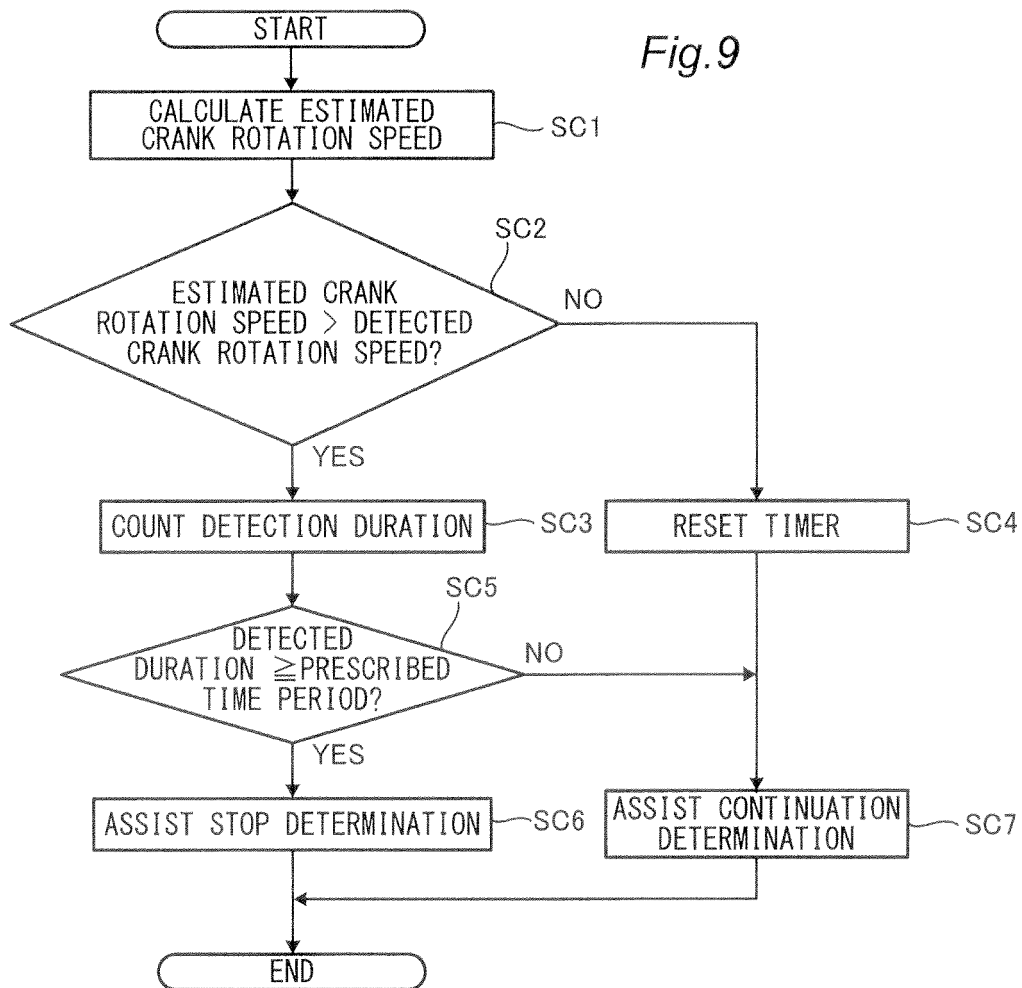 START
Fig.9
CALCULATE ESTIMATED
CRANK ROTATION SPEED
SC1
SC2
ESTIMATED CRANK
ROTATION SPEED > DETECTED
CRANK ROTATION SPEED?
NO
YES
COUNT DETECTION DURATION
SC3
RESET TIMER
SC4
SC5
DETECTED
DURATION ≧PRESCRIBED
TIME PERIOD?
NO
YES
ASSIST STOP DETERMINATION
SC6
ASSIST CONTINUATION
DETERMINATION
SC7
END